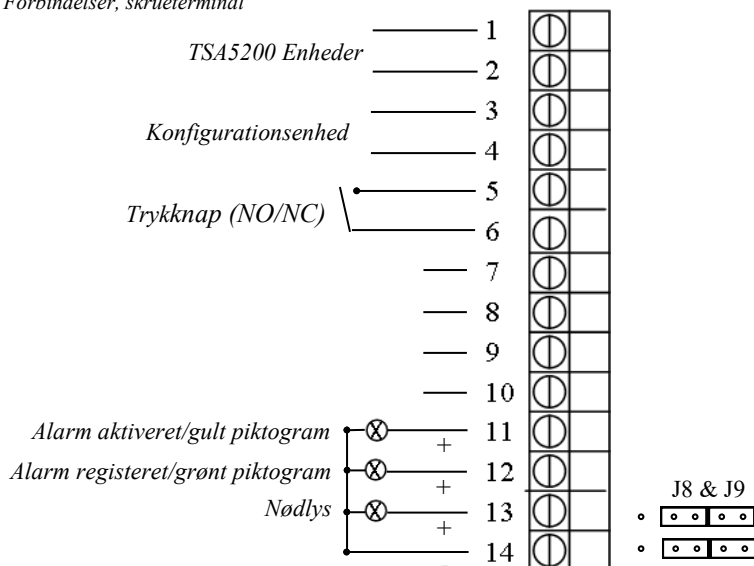 Forbindelser, skrueterminal
1
TSA5200 Enheder
2
3
Konfigurationsenhed
4
5
Trykknap (NO/NC)
6
7
8
9
10
Alarm aktiveret/gult piktogram
+
11
Alarm registeret/grønt piktogram
+
12
J8 & J9
Nødlys
+
13
14